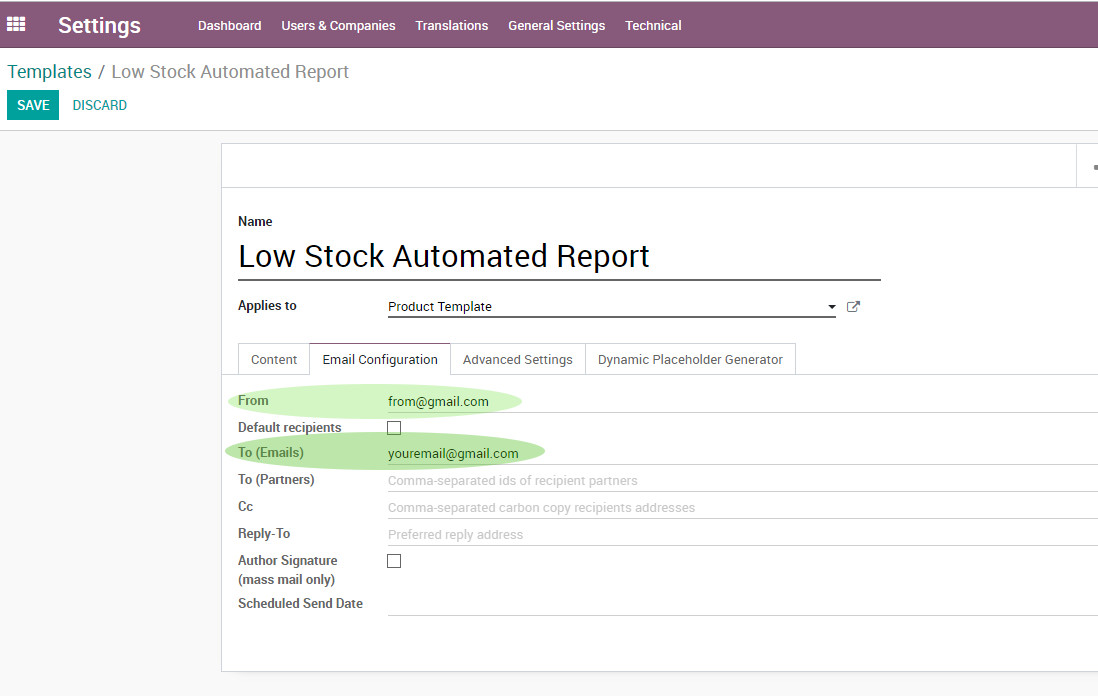 Settings Dashboard Users & Companies Translations General Settings Technical
Templates / Low Stock Automated Report
SAVE DISCARD
Name
Low Stock Automated Report
Applies to Product Template
Content Email Configuration Advanced Settings Dynamic Placeholder Generator
From from@gmail.com
Default recipients
To (Emails) youremail@gmail.com
To (Partners) Comma-separated ids of recipient partners
Cc Comma-separated carbon copy recipients addresses
Reply-To Preferred reply address
Author Signature
(mass mail only)
Scheduled Send Date